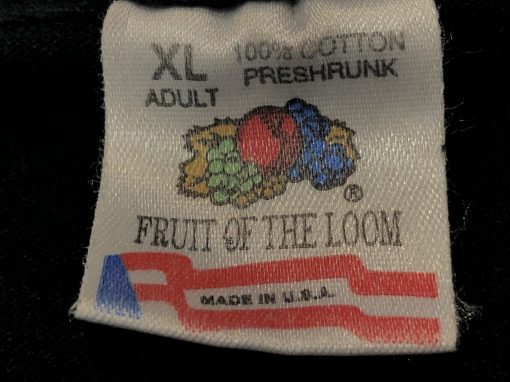 XL
ADULT
100% COTTON
PRESHRUNK
®
FRUIT OF THE LOOM
MADE IN U.S.A.